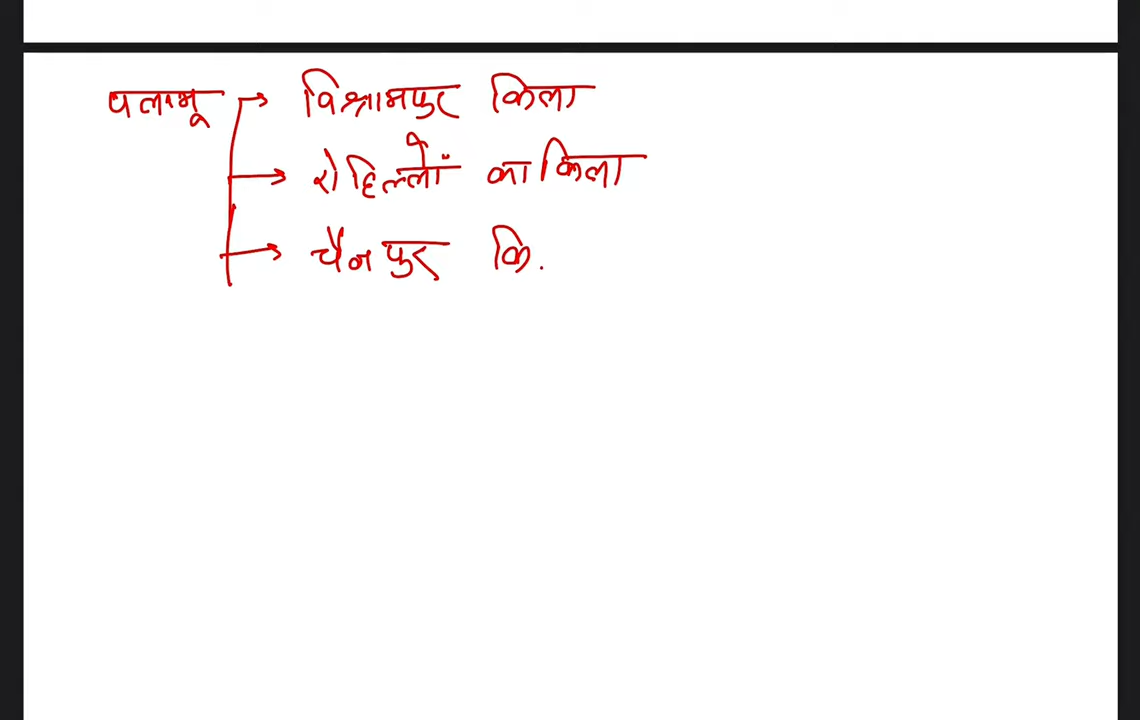 पलामू → विश्रामपुर किला
→ रोहिल्लों का किला
→ चैनपुर कि.